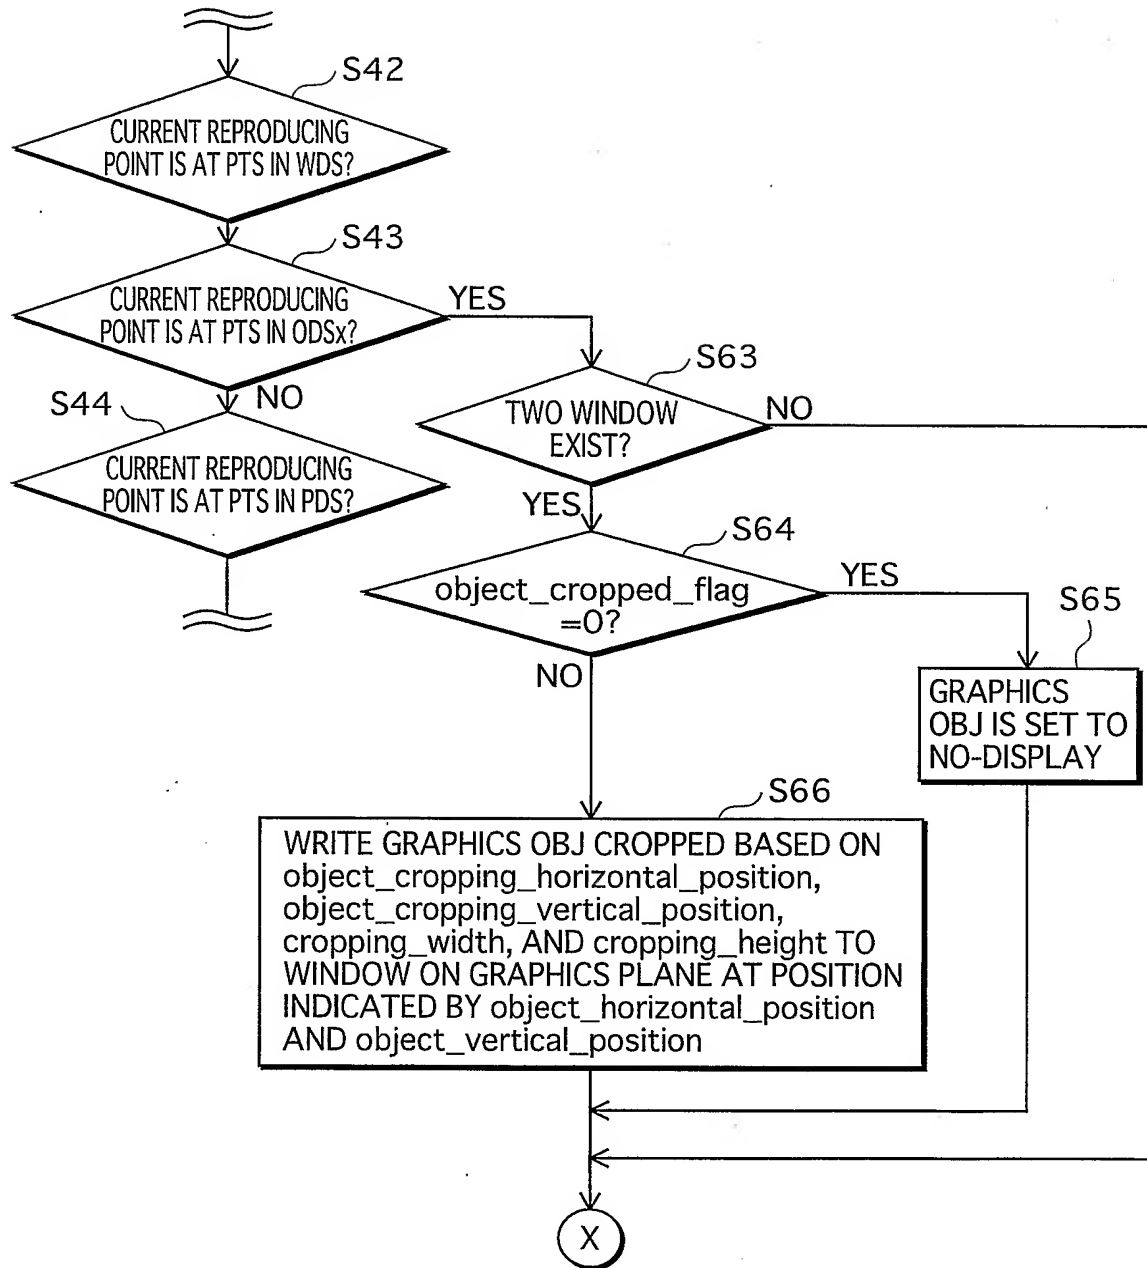 S42
CURRENT REPRODUCING
POINT IS AT PTS IN WDS?
S43
CURRENT REPRODUCING
POINT IS AT PTS IN ODSx?
YES
NO
S44
CURRENT REPRODUCING
POINT IS AT PTS IN PDS?
S63
TWO WINDOW
EXIST?
NO
YES
S64
object_cropped_flag
=0?
YES
NO
S65
GRAPHICS
OBJ IS SET TO
NO-DISPLAY
S66
WRITE GRAPHICS OBJ CROPPED BASED ON
object_cropping_horizontal_position,
object_cropping_vertical_position,
cropping_width, AND cropping_height TO
WINDOW ON GRAPHICS PLANE AT POSITION
INDICATED BY object_horizontal_position
AND object_vertical_position
X